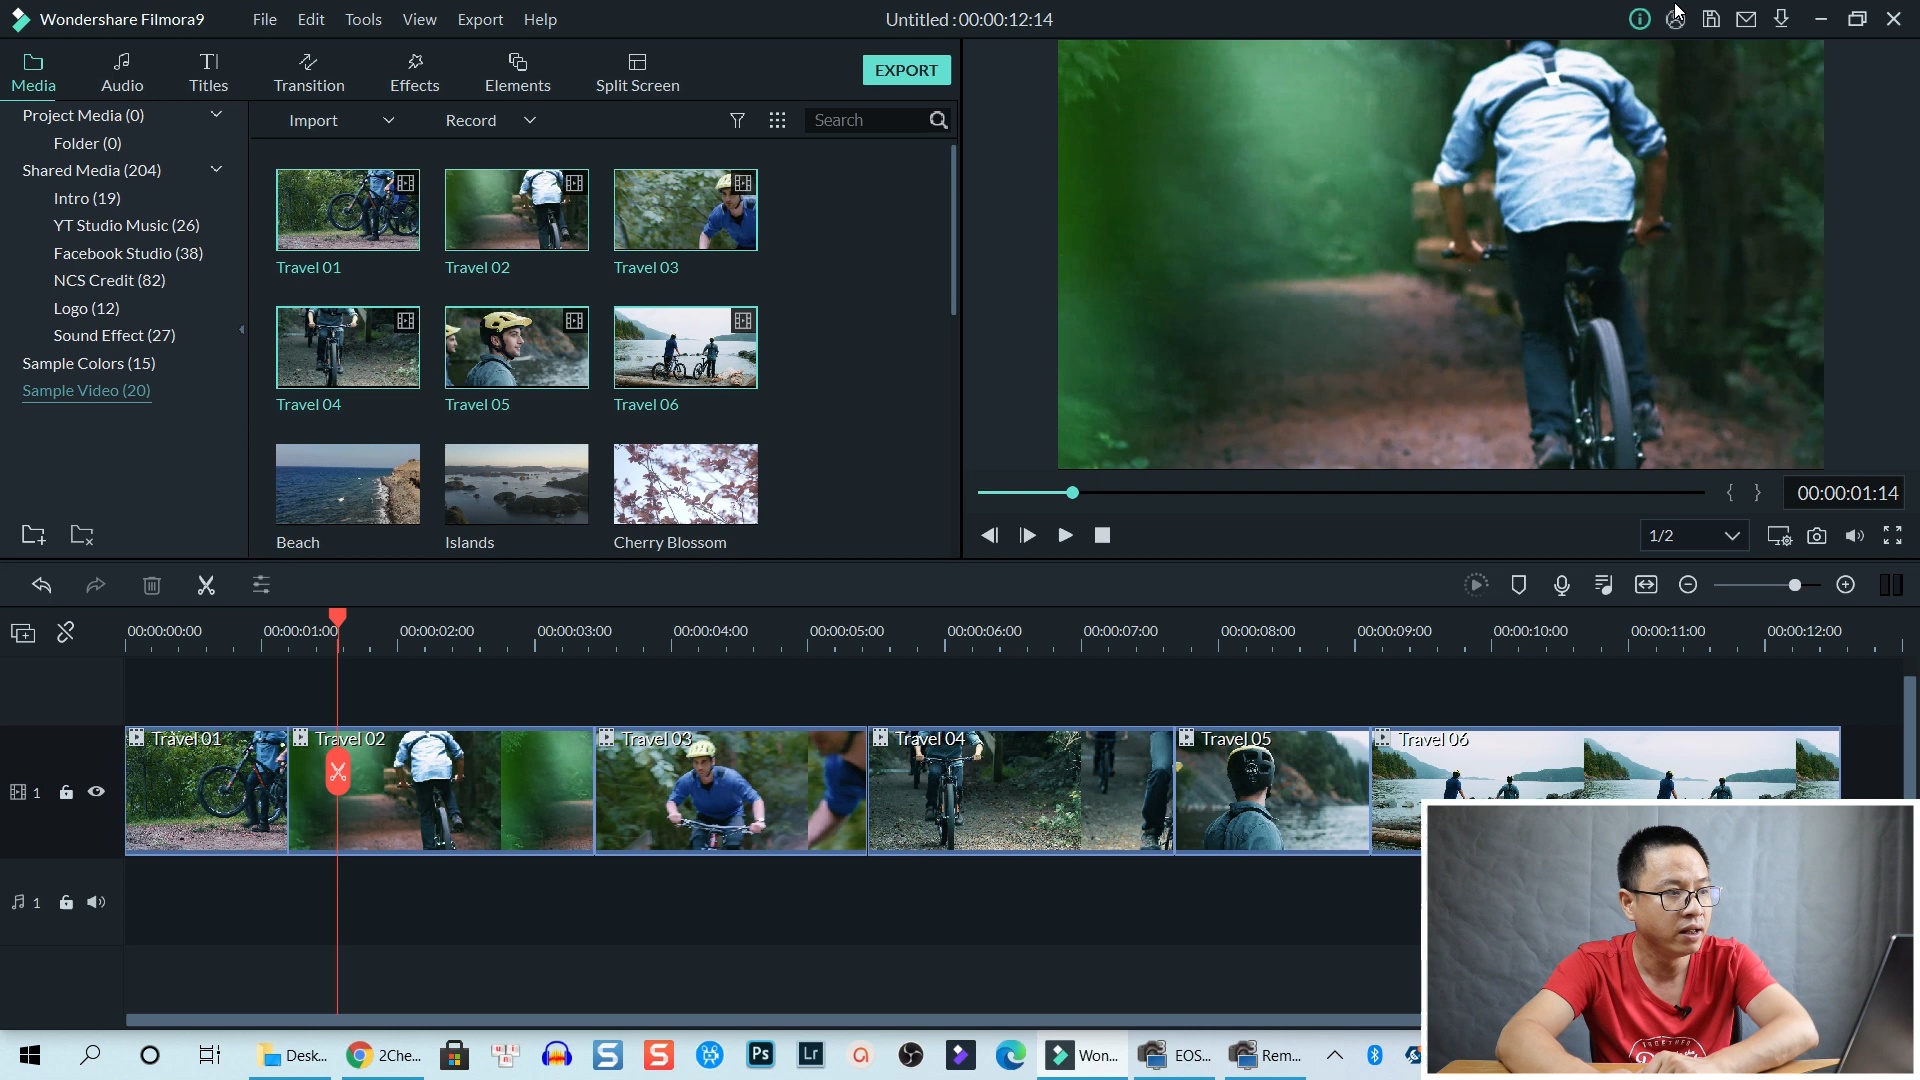 Wondershare Filmora9
File Edit Tools View Export Help
Untitled : 00:00:12:14
Media Audio Titles Transition Effects Elements Split Screen
EXPORT
Project Media (0)
Folder (0)
Shared Media (204)
Intro (19)
YT Studio Music (26)
Facebook Studio (38)
NCS Credit (82)
Logo (12)
Sound Effect (27)
Sample Colors (15)
Sample Video (20)
Import Record Search
Travel 01 Travel 02 Travel 03
Travel 04 Travel 05 Travel 06
Beach Islands Cherry Blossom
00:00:01:14
1/2
00:00:00:00 00:00:01:00 00:00:02:00 00:00:03:00 00:00:04:00 00:00:05:00 00:00:06:00 00:00:07:00 00:00:08:00 00:00:09:00 00:00:10:00 00:00:11:00 00:00:12:00
Travel 01 Travel 02 Travel 03 Travel 04 Travel 05 Travel 06
1
1
TOGETHER
Desk... 2Che... Ps Lr Won... EOS... Rem...